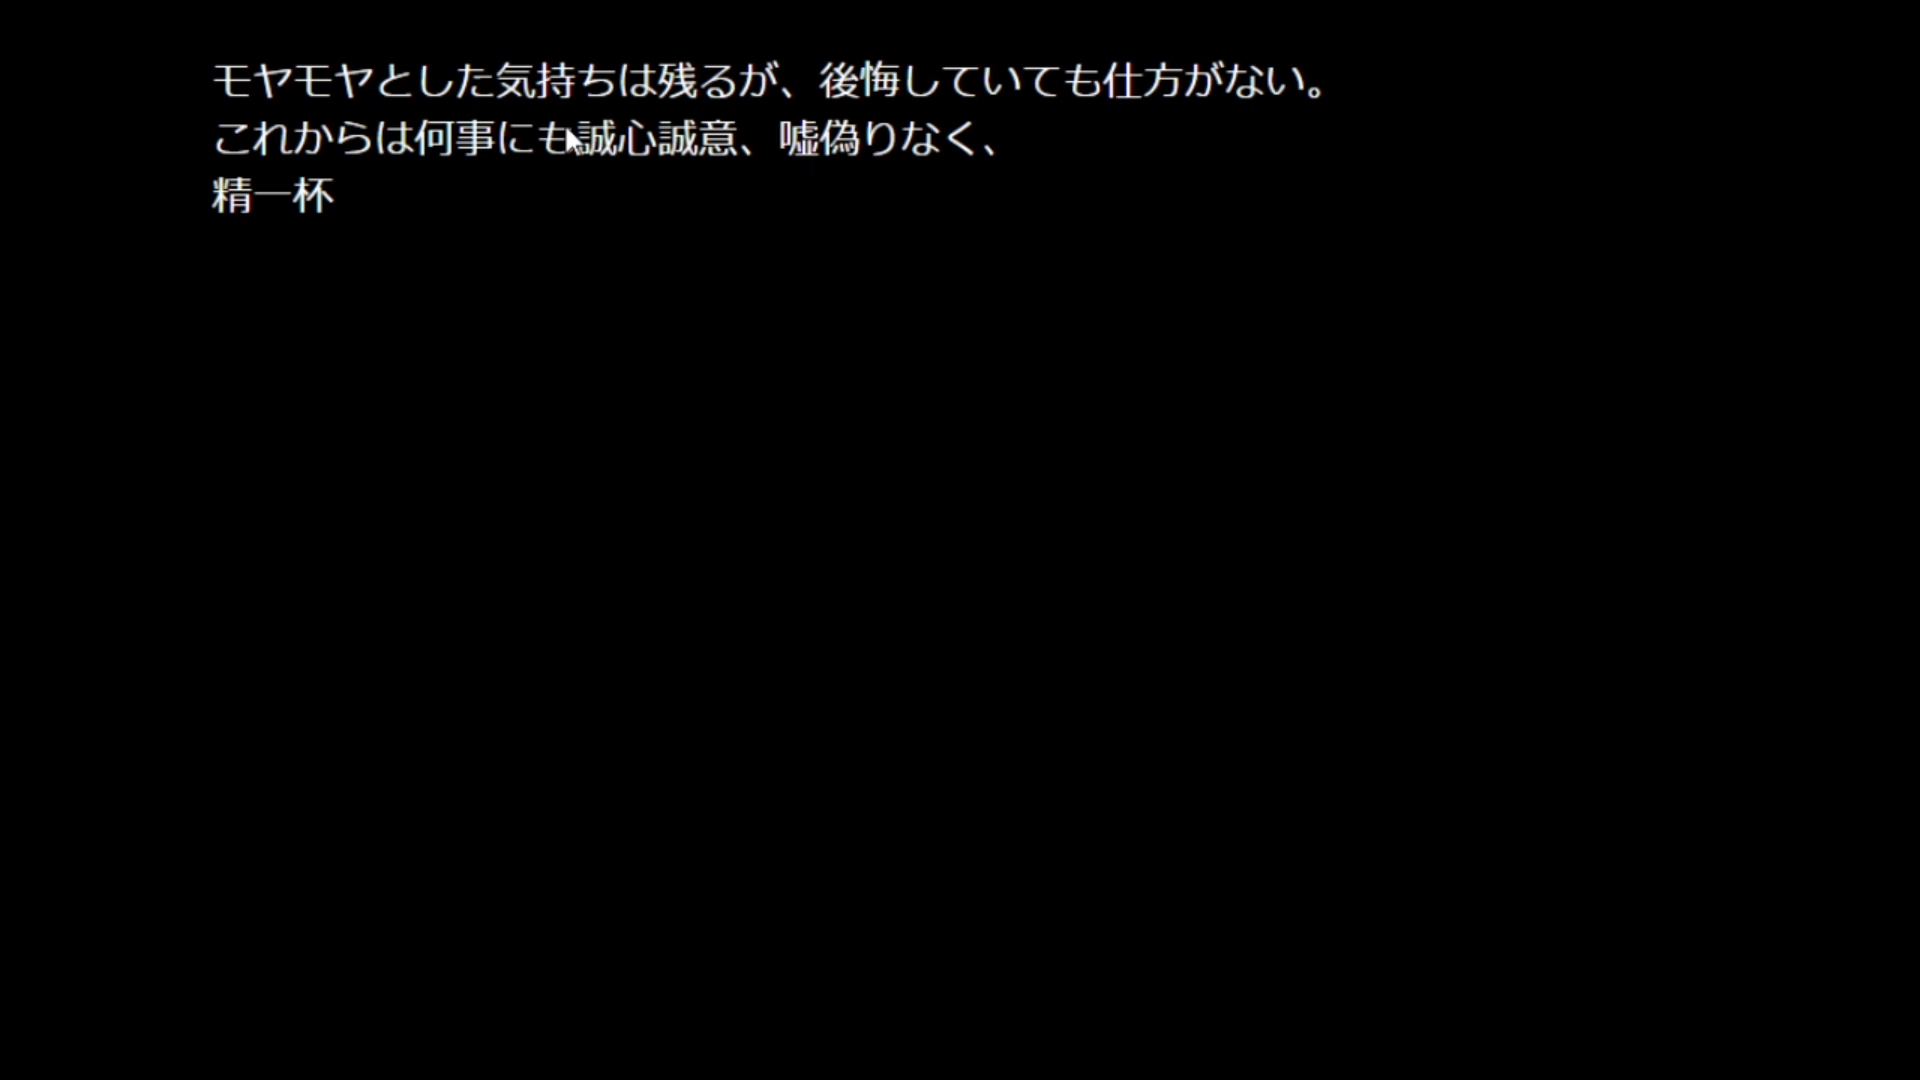 モヤモヤとした気持ちは残るが、後悔していても仕方がない。
これからは何事にも誠心誠意、嘘偽りなく、
精一杯